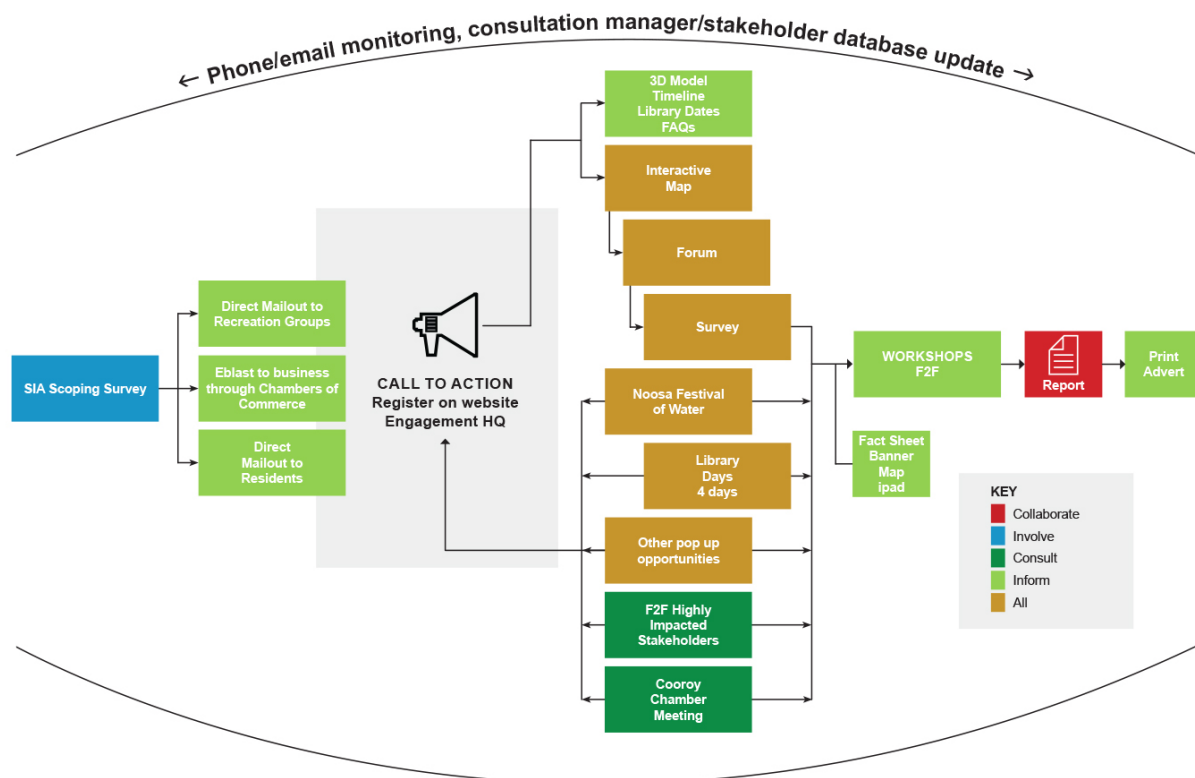 ← Phone/email monitoring, consultation manager/stakeholder database update →
3D Model
Timeline
Library Dates
FAQs
Interactive
Map
Forum
Survey
Direct Mailout to
Recreation Groups
SIA Scoping Survey
Eblast to business
through Chambers of
Commerce
Direct
Mailout to
Residents
CALL TO ACTION
Register on website
Engagement HQ
Noosa Festival
of Water
Library
Days
4 days
Other pop up
opportunities
F2F Highly
Impacted
Stakeholders
Cooroy
Chamber
Meeting
WORKSHOPS
F2F
Report
Print
Advert
Fact Sheet
Banner
Map
ipad
KEY
Collaborate
Involve
Consult
Inform
All